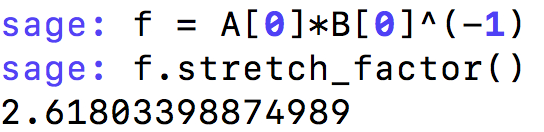 sage: f = A[0]*B[0]^(-1)
sage: f.stretch_factor()
2.61803398874989